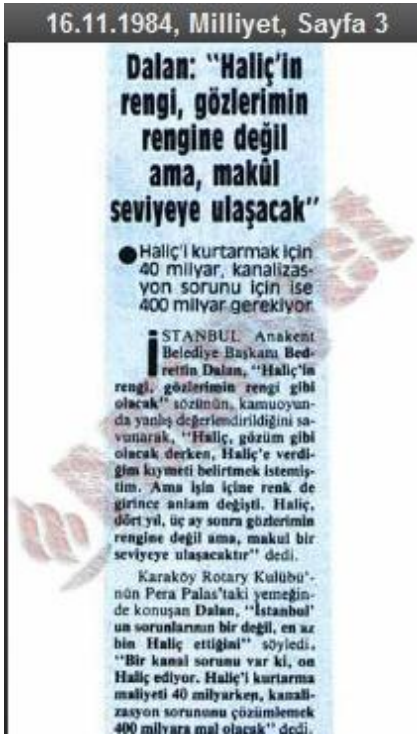 16.11.1984, Milliyet, Sayfa 3
Dalan: "Haliç'in
rengi, gözlerimin
rengine değil
ama, makûl
seviyeye ulaşacak"
● Haliç'i kurtarmak için
40 milyar, kanalizas-
yon sorunu için ise
400 milyar gerekiyor
İSTANBUL Anakent
Belediye Başkanı Bed-
rettin Dalan, "Haliç'in
rengi, gözlerimin rengi gibi
olacak" sözünün, kamuoyun-
da yanlış değerlendirildiğini sa-
vunarak, "Haliç, gözüm gibi
olacak derken, Haliç'e verdi-
ğim kıymeti belirtmek istemiş-
tim. Ama işin içine renk de
girince anlam değişti. Haliç,
dört yıl, üç ay sonra gözlerimin
rengine değil ama, makul bir
seviyeye ulaşacaktır" dedi.
Karaköy Rotary Kulübü'-
nün Pera Palas'taki yemeğin-
de konuşan Dalan, "İstanbul'
un sorunlarının bir değil, en az
bin Haliç ettiğini" söyledi.
"Bir kanal sorunu var ki, on
Haliç ediyor. Haliç'i kurtarma
maliyeti 40 milyarken, kanali-
zasyon sorununu çözümlemek
400 milyara mal olacak" dedi.